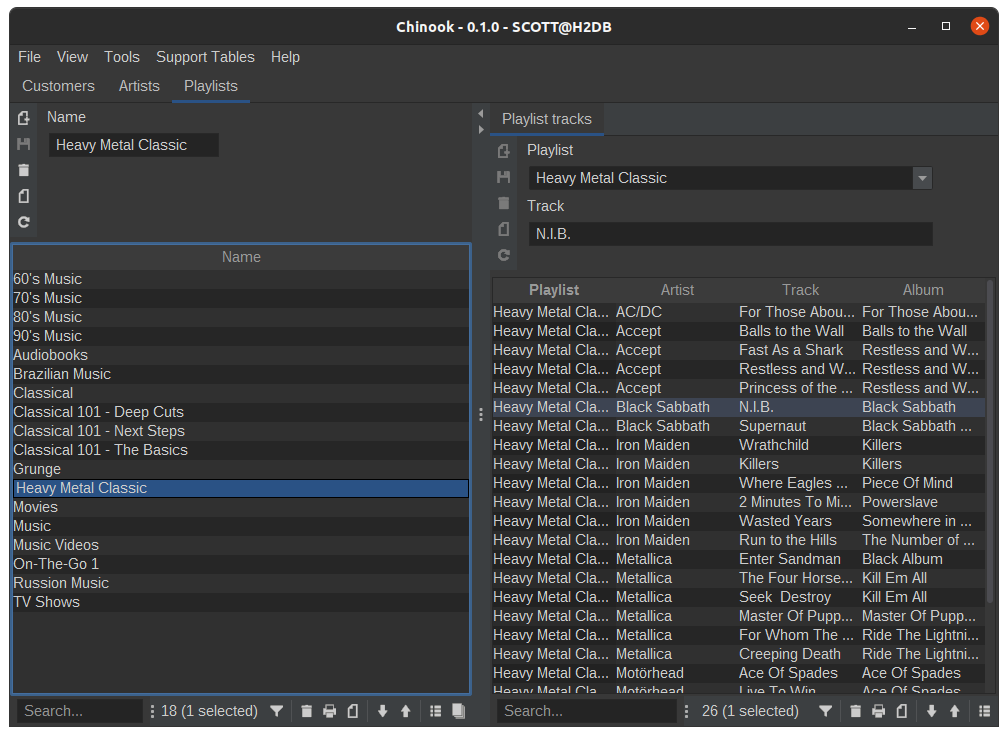 Chinook - 0.1.0 - SCOTT@H2DB
File View Tools Support Tables Help
Customers Artists Playlists
Name
Heavy Metal Classic
Name
60's Music
70's Music
80's Music
90's Music
Audiobooks
Brazilian Music
Classical
Classical 101 - Deep Cuts
Classical 101 - Next Steps
Classical 101 - The Basics
Grunge
Heavy Metal Classic
Movies
Music
Music Videos
On-The-Go 1
Russion Music
TV Shows
Search... 18 (1 selected)
Playlist tracks
Playlist
Heavy Metal Classic
Track
N.I.B.
Playlist Artist Track Album
Heavy Metal Cla... AC/DC For Those Abou... For Those Abou...
Heavy Metal Cla... Accept Balls to the Wall Balls to the Wall
Heavy Metal Cla... Accept Fast As a Shark Restless and W...
Heavy Metal Cla... Accept Restless and W... Restless and W...
Heavy Metal Cla... Accept Princess of the ... Restless and W...
Heavy Metal Cla... Black Sabbath N.I.B. Black Sabbath
Heavy Metal Cla... Black Sabbath Supernaut Black Sabbath ...
Heavy Metal Cla... Iron Maiden Wrathchild Killers
Heavy Metal Cla... Iron Maiden Killers Killers
Heavy Metal Cla... Iron Maiden Where Eagles ... Piece Of Mind
Heavy Metal Cla... Iron Maiden 2 Minutes To Mi... Powerslave
Heavy Metal Cla... Iron Maiden Wasted Years Somewhere in ...
Heavy Metal Cla... Iron Maiden Run to the Hills The Number of ...
Heavy Metal Cla... Metallica Enter Sandman Black Album
Heavy Metal Cla... Metallica The Four Horse... Kill Em All
Heavy Metal Cla... Metallica Seek Destroy Kill Em All
Heavy Metal Cla... Metallica Master Of Pupp... Master Of Pupp...
Heavy Metal Cla... Metallica For Whom The ... Ride The Lightni...
Heavy Metal Cla... Metallica Creeping Death Ride The Lightni...
Heavy Metal Cla... Motörhead Ace Of Spades Ace Of Spades
Heavy Metal Cla... Motörhead Live To Win Ace Of Spades
Search... 26 (1 selected)